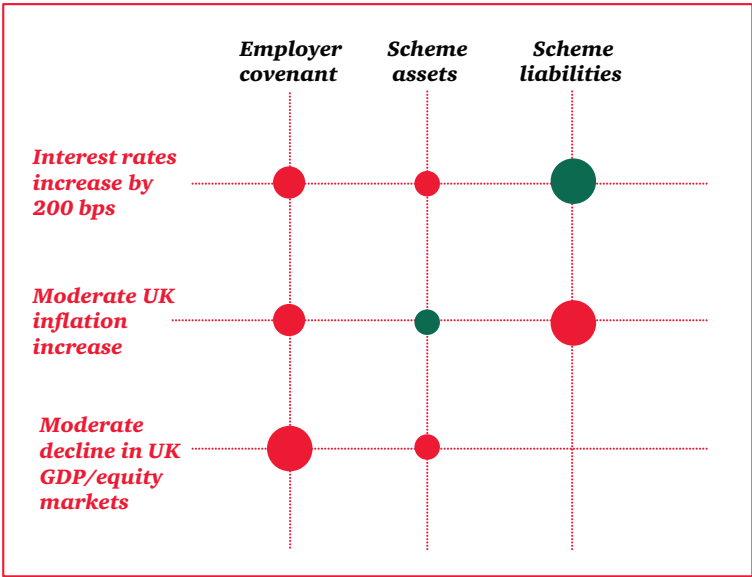 Employer
covenant
Scheme
assets
Scheme
liabilities
Interest rates
increase by
200 bps
Moderate UK
inflation
increase
Moderate
decline in UK
GDP/equity
markets